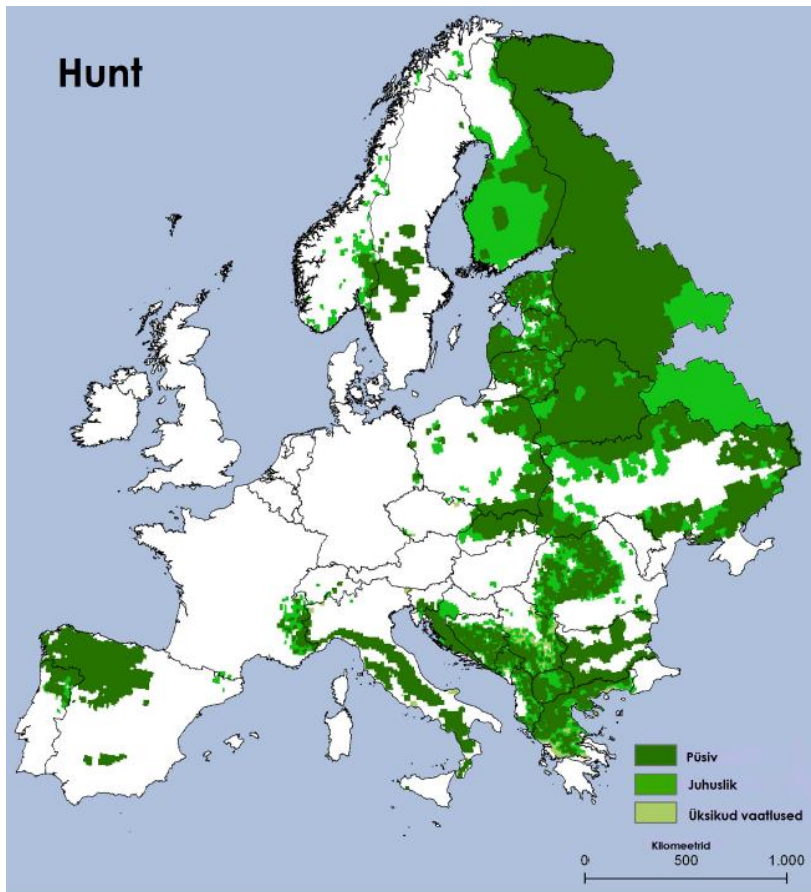 Hunt
Püsiv
Juhuslik
Üksikud vaatlused
Kilomeetrid
0 500 1.000